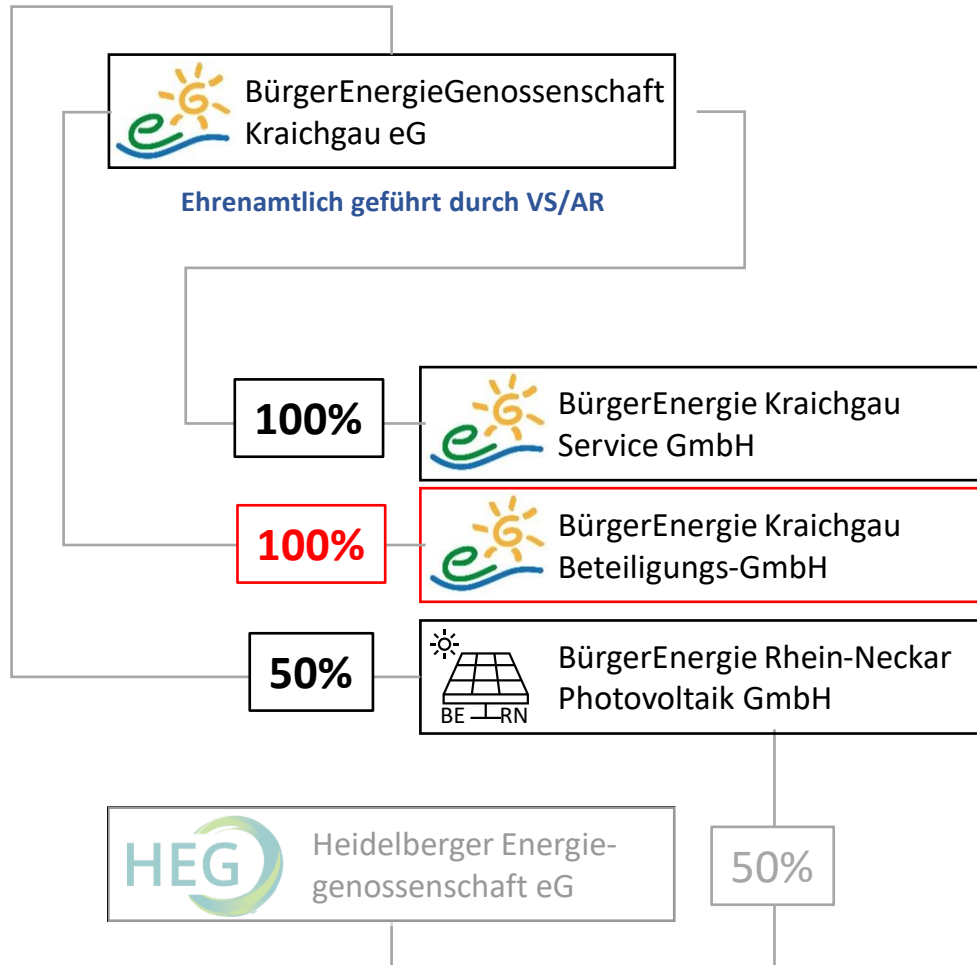 BürgerEnergieGenossenschaft
Kraichgau eG
Ehrenamtlich geführt durch VS/AR
100%
BürgerEnergie Kraichgau
Service GmbH
100%
BürgerEnergie Kraichgau
Beteiligungs-GmbH
50%
BE RN
BürgerEnergie Rhein-Neckar
Photovoltaik GmbH
HEG
Heidelberger Energie-
genossenschaft eG
50%